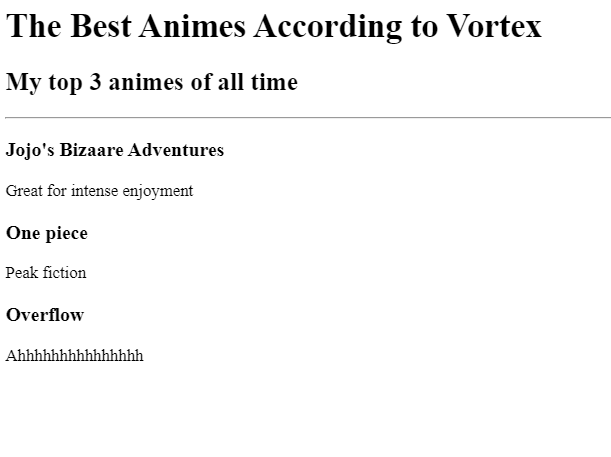 The Best Animes According to Vortex
My top 3 animes of all time
Jojo's Bizaare Adventures
Great for intense enjoyment
One piece
Peak fiction
Overflow
Ahhhhhhhhhhhhhhh